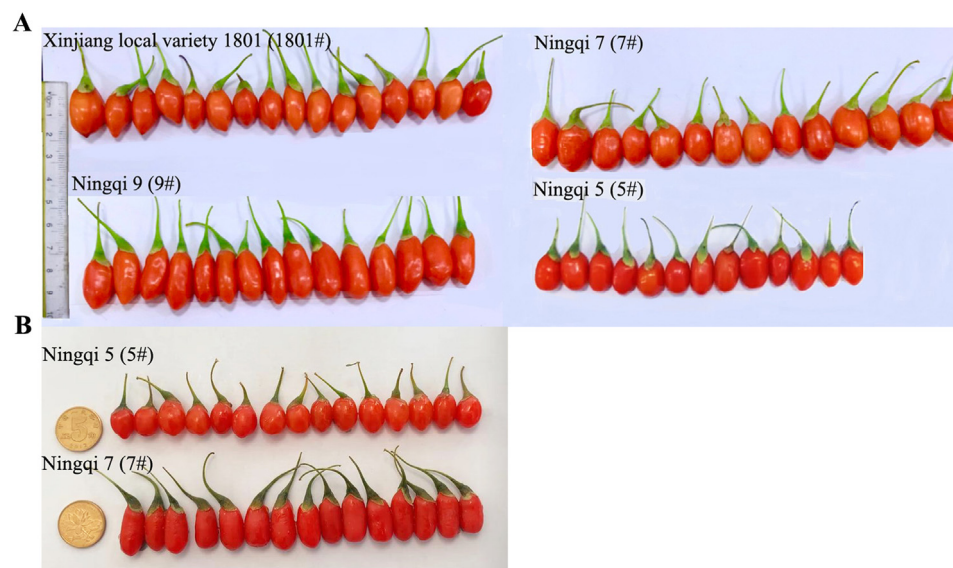 A
Xinjiang local variety 1801 (1801#)
Ningqi 7 (7#)
Ningqi 9 (9#)
Ningqi 5 (5#)
B
Ningqi 5 (5#)
5
Ningqi 7 (7#)